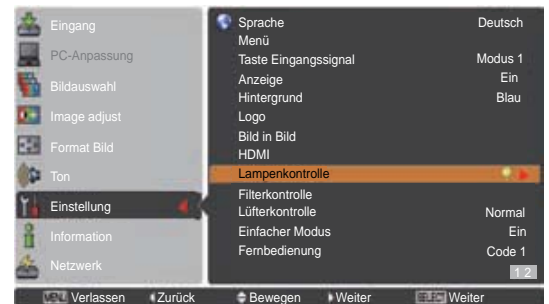 Eingang
PC-Anpassung
Bildauswahl
Image adjust
Format Bild
Ton
Einstellung
Information
Netzwerk
Sprache Deutsch
Menü
Taste Eingangssignal Modus 1
Anzeige Ein
Hintergrund Blau
Logo
Bild in Bild
HDMI
Lampenkontrolle
Filterkontrolle
Lüfterkontrolle Normal
Einfacher Modus Ein
Fernbedienung Code 1
1 2
MENU Verlassen Zurück Bewegen Weiter SELECT Weiter